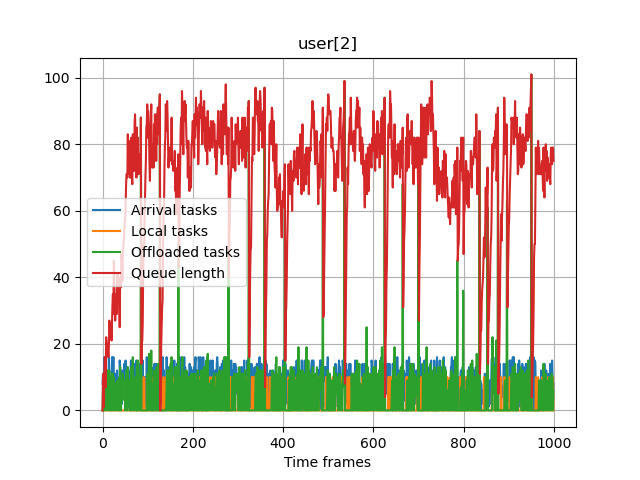 user[2]
100
80
60
40
20
0
Arrival tasks
Local tasks
Offloaded tasks
Queue length
0 200 400 600 800 1000
Time frames